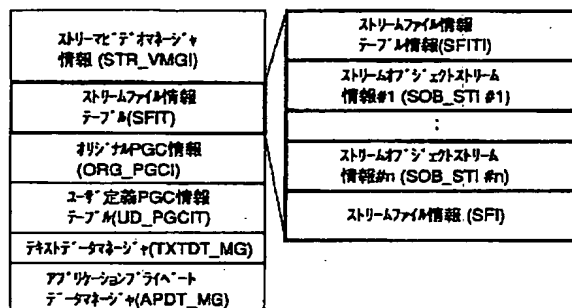 ストリーマビデオマネージャ
情報 (STR_VMGI)
ストリームファイル情報
テーブル(SFIT)
オリジナルPGC情報
(ORG_PGCI)
ユーザ定義PGC情報
テーブル(UD_PGCIT)
テキストデータマネージャ(TXTDT_MG)
アプリケーションプライベート
データマネージャ(APDT_MG)
ストリームファイル情報
テーブル情報(SFITI)
ストリームオブジェクトストリーム
情報#1 (SOB_STI #1)
:
ストリームオブジェクトストリーム
情報#n (SOB_STI #n)
ストリームファイル情報 (SFI)